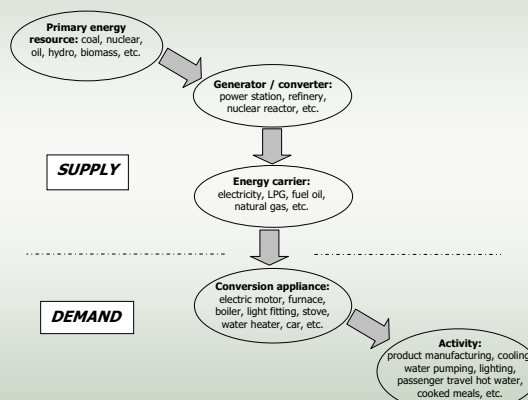 Primary energy
resource: coal, nuclear,
oil, hydro, biomass, etc.
Generator / converter:
power station, refinery,
nuclear reactor, etc.
SUPPLY
Energy carrier:
electricity, LPG, fuel oil,
natural gas, etc.
Conversion appliance:
electric motor, furnace,
boiler, light fitting, stove,
water heater, car, etc.
DEMAND
Activity:
product manufacturing, cooling,
water pumping, lighting,
passenger travel hot water,
cooked meals, etc.